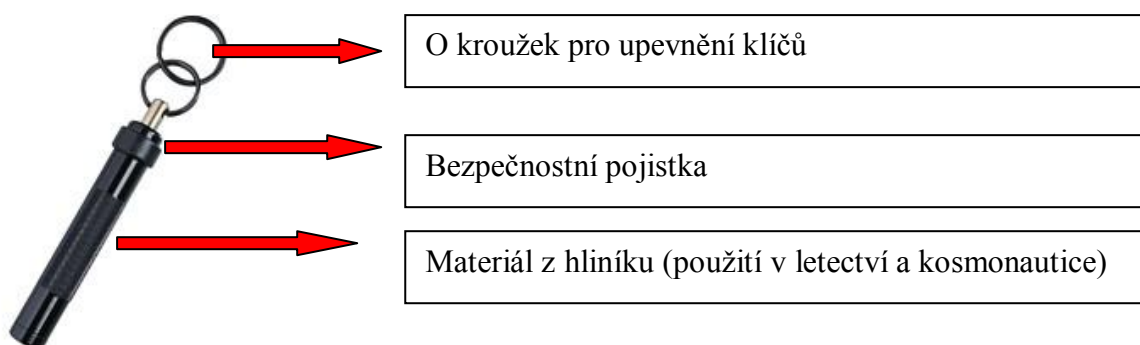 O kroužek pro upevnění klíčů
Bezpečnostní pojistka
Materiál z hliníku (použití v letectví a kosmonautice)